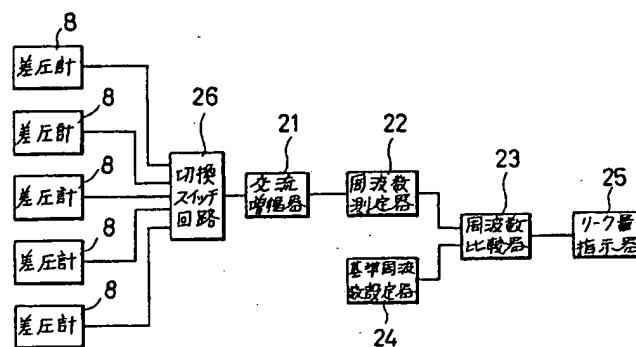 8
差圧計
8
差圧計
8
差圧計
8
差圧計
8
差圧計
26
切換
スイッチ
回路
21
交流
増幅器
22
周波数
測定器
23
周波数
比較器
24
基準周波
数設定器
25
リーク量
指示器